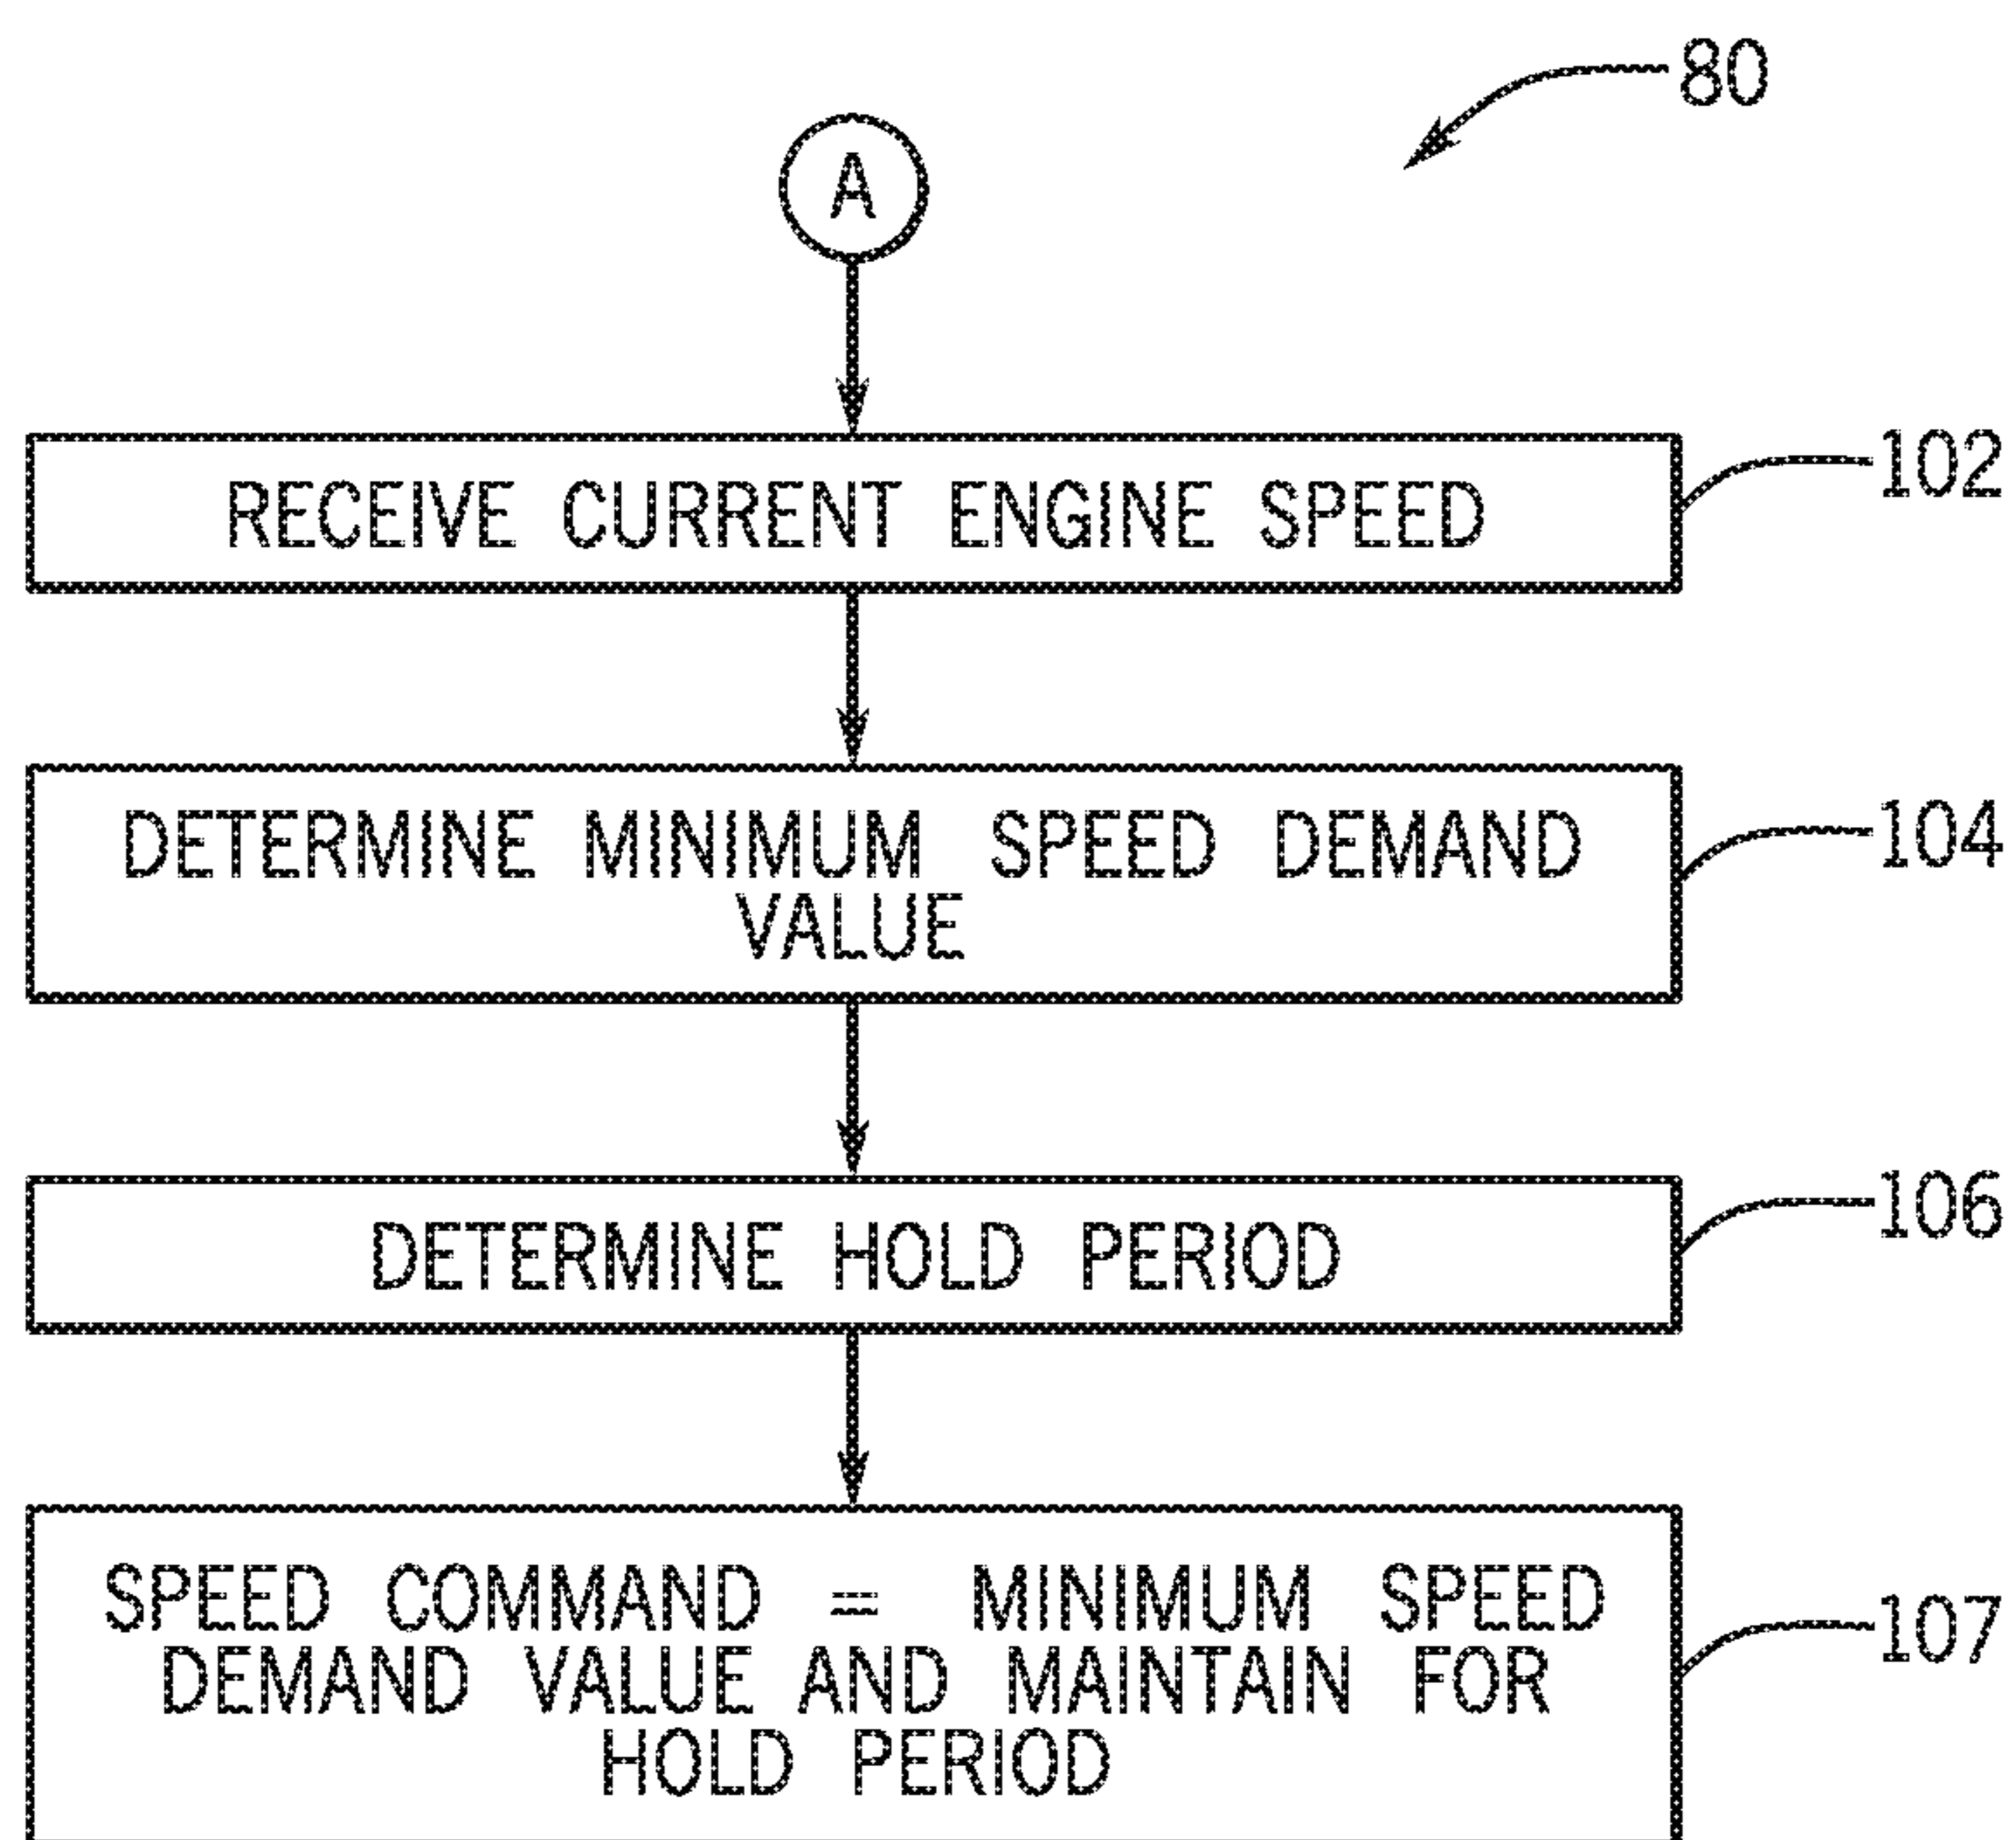 80
A
RECEIVE CURRENT ENGINE SPEED
102
DETERMINE MINIMUM SPEED DEMAND
VALUE
104
DETERMINE HOLD PERIOD
106
SPEED COMMAND = MINIMUM SPEED
DEMAND VALUE AND MAINTAIN FOR
HOLD PERIOD
107